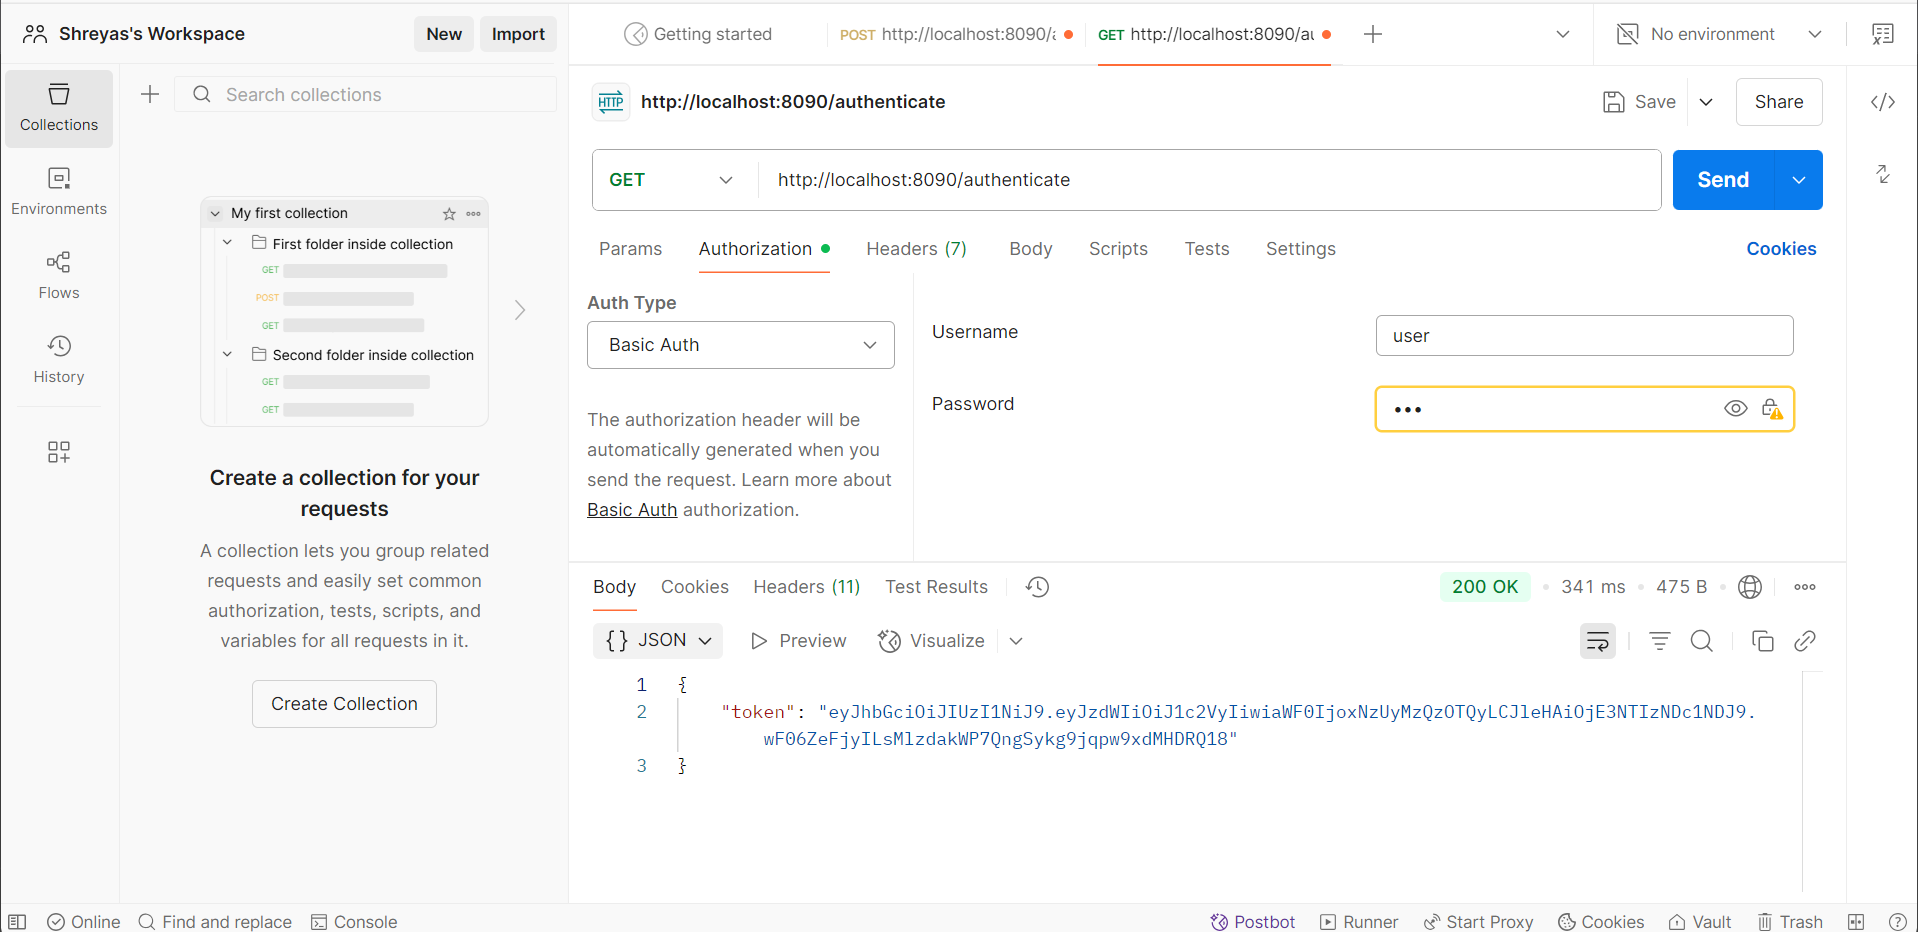 Shreyas's Workspace
New
Import
Getting started
POST http://localhost:8090/a
GET http://localhost:8090/au
No environment
Collections
Environments
Flows
History
Search collections
My first collection
First folder inside collection
GET
POST
GET
Second folder inside collection
GET
GET
Create a collection for your
requests
A collection lets you group related
requests and easily set common
authorization, tests, scripts, and
variables for all requests in it.
Create Collection
HTTP
http://localhost:8090/authenticate
Save
Share
GET
http://localhost:8090/authenticate
Send
Params
Authorization
Headers (7)
Body
Scripts
Tests
Settings
Cookies
Auth Type
Basic Auth
The authorization header will be
automatically generated when you
send the request. Learn more about
Basic Auth authorization.
Username
user
Password
•••
Body
Cookies
Headers (11)
Test Results
200 OK
341 ms
475 B
{} JSON
Preview
Visualize
1 {
2 "token": "eyJhbGciOiJIUzI1NiJ9.eyJzdWIiOiJ1c2VyIiwiaWF0IjoxNzUyMzQzOTQyLCJleHAiOjE3NTIzNDc1NDJ9.
wF06ZeFjyILsMlzdakWP7QngSykg9jqpw9xdMHDRQ18"
3 }
Online
Find and replace
Console
Postbot
Runner
Start Proxy
Cookies
Vault
Trash